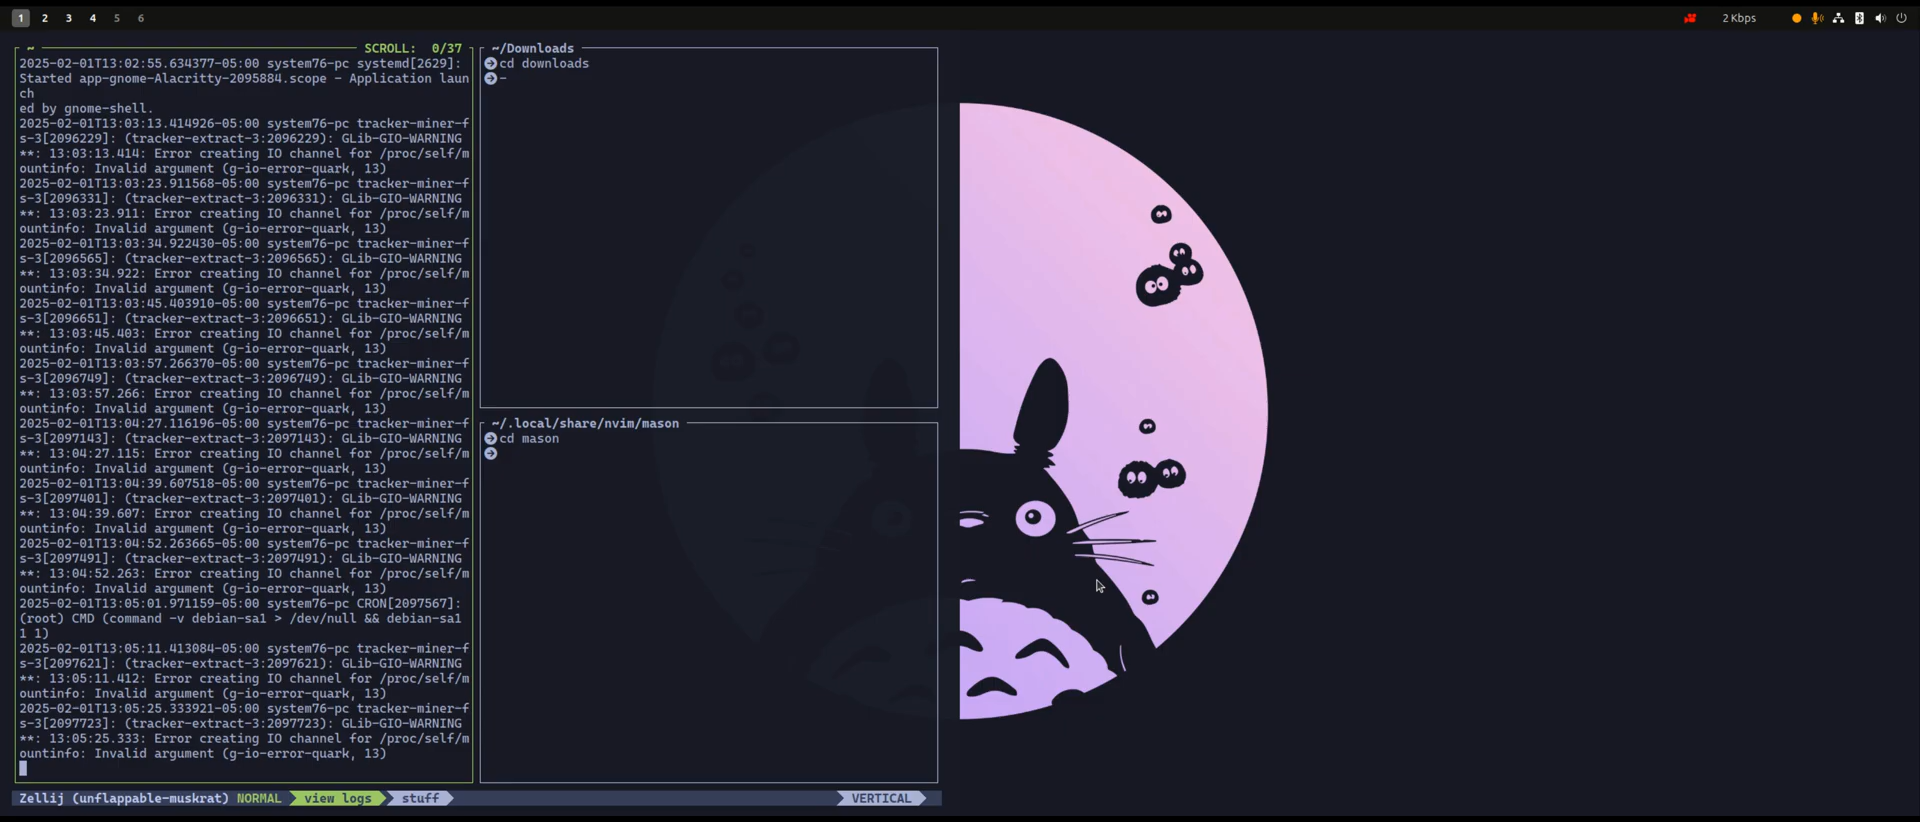 1 2 3 4 5 6
2 Kbps
~ SCROLL: 0/37
2025-02-01T13:02:55.634377-05:00 system76-pc systemd[2629]:
Started app-gnome-Alacritty-2095884.scope - Application laun
ch
ed by gnome-shell.
2025-02-01T13:03:13.414926-05:00 system76-pc tracker-miner-f
s-3[2096229]: (tracker-extract-3:2096229): GLib-GIO-WARNING
**: 13:03:13.414: Error creating IO channel for /proc/self/m
ountinfo: Invalid argument (g-io-error-quark, 13)
2025-02-01T13:03:23.911568-05:00 system76-pc tracker-miner-f
s-3[2096331]: (tracker-extract-3:2096331): GLib-GIO-WARNING
**: 13:03:23.911: Error creating IO channel for /proc/self/m
ountinfo: Invalid argument (g-io-error-quark, 13)
2025-02-01T13:03:34.922430-05:00 system76-pc tracker-miner-f
s-3[2096565]: (tracker-extract-3:2096565): GLib-GIO-WARNING
**: 13:03:34.922: Error creating IO channel for /proc/self/m
ountinfo: Invalid argument (g-io-error-quark, 13)
2025-02-01T13:03:45.403910-05:00 system76-pc tracker-miner-f
s-3[2096651]: (tracker-extract-3:2096651): GLib-GIO-WARNING
**: 13:03:45.403: Error creating IO channel for /proc/self/m
ountinfo: Invalid argument (g-io-error-quark, 13)
2025-02-01T13:03:57.266370-05:00 system76-pc tracker-miner-f
s-3[2096749]: (tracker-extract-3:2096749): GLib-GIO-WARNING
**: 13:03:57.266: Error creating IO channel for /proc/self/m
ountinfo: Invalid argument (g-io-error-quark, 13)
2025-02-01T13:04:27.116196-05:00 system76-pc tracker-miner-f
s-3[2097143]: (tracker-extract-3:2097143): GLib-GIO-WARNING
**: 13:04:27.115: Error creating IO channel for /proc/self/m
ountinfo: Invalid argument (g-io-error-quark, 13)
2025-02-01T13:04:39.607518-05:00 system76-pc tracker-miner-f
s-3[2097401]: (tracker-extract-3:2097401): GLib-GIO-WARNING
**: 13:04:39.607: Error creating IO channel for /proc/self/m
ountinfo: Invalid argument (g-io-error-quark, 13)
2025-02-01T13:04:52.263665-05:00 system76-pc tracker-miner-f
s-3[2097491]: (tracker-extract-3:2097491): GLib-GIO-WARNING
**: 13:04:52.263: Error creating IO channel for /proc/self/m
ountinfo: Invalid argument (g-io-error-quark, 13)
2025-02-01T13:05:01.971159-05:00 system76-pc CRON[2097567]:
(root) CMD (command -v debian-sa1 > /dev/null && debian-sa1
1 1)
2025-02-01T13:05:11.413084-05:00 system76-pc tracker-miner-f
s-3[2097621]: (tracker-extract-3:2097621): GLib-GIO-WARNING
**: 13:05:11.412: Error creating IO channel for /proc/self/m
ountinfo: Invalid argument (g-io-error-quark, 13)
2025-02-01T13:05:25.333921-05:00 system76-pc tracker-miner-f
s-3[2097723]: (tracker-extract-3:2097723): GLib-GIO-WARNING
**: 13:05:25.333: Error creating IO channel for /proc/self/m
ountinfo: Invalid argument (g-io-error-quark, 13)
~/Downloads
cd downloads
-
~/.local/share/nvim/mason
cd mason
Zellij (unflappable-muskrat) NORMAL view logs stuff VERTICAL